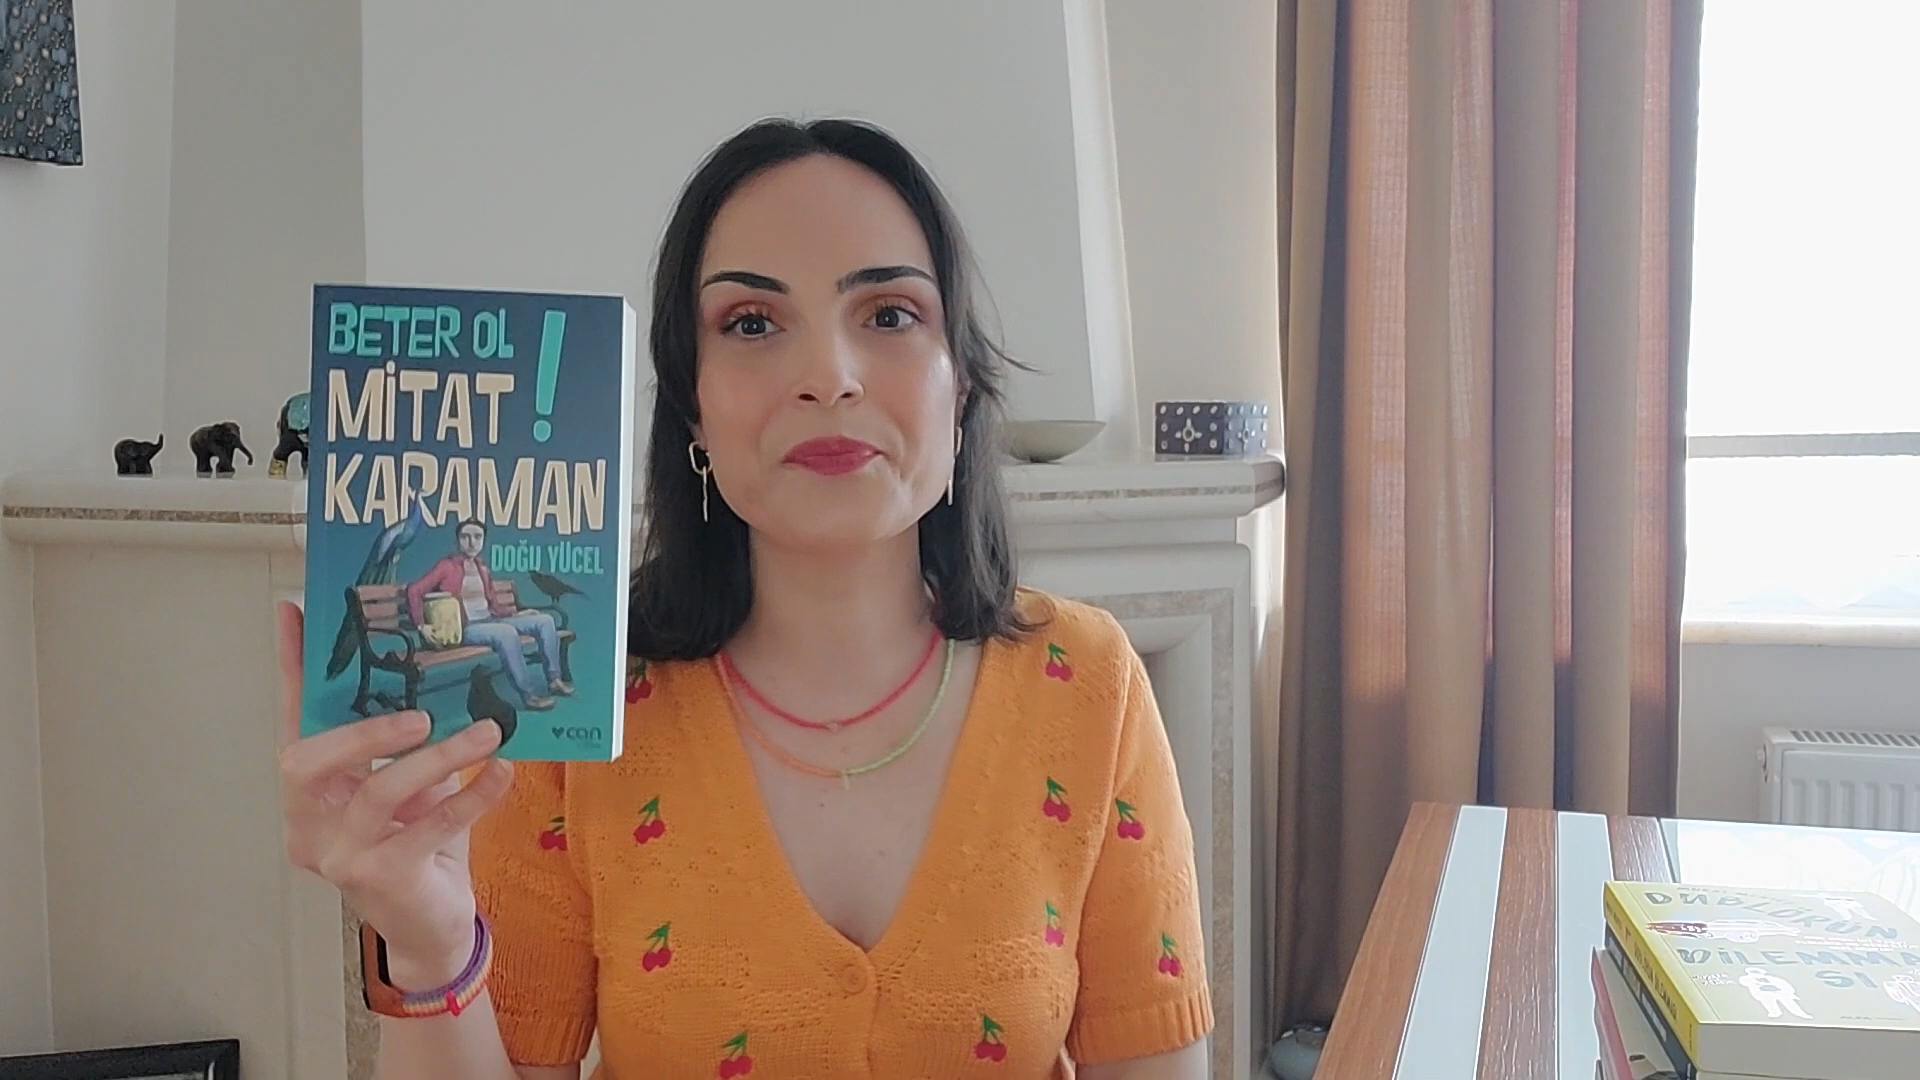 BETER OL
MİTAT !
KARAMAN
DOĞU YÜCEL
can
DUBLÖRÜN
DİLEMMA
SI